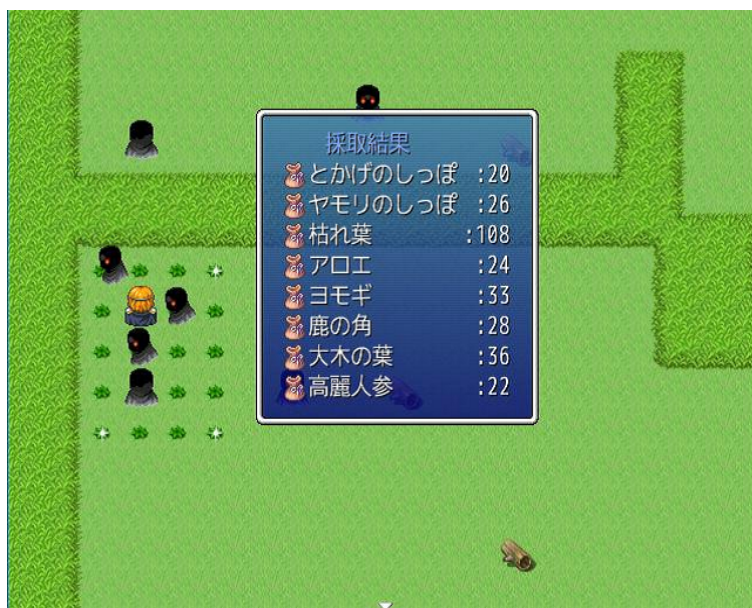 採取結果
とかげのしっぽ :20
ヤモリのしっぽ :26
枯れ葉 :108
アロエ :24
ヨモギ :33
鹿の角 :28
大木の葉 :36
高麗人参 :22